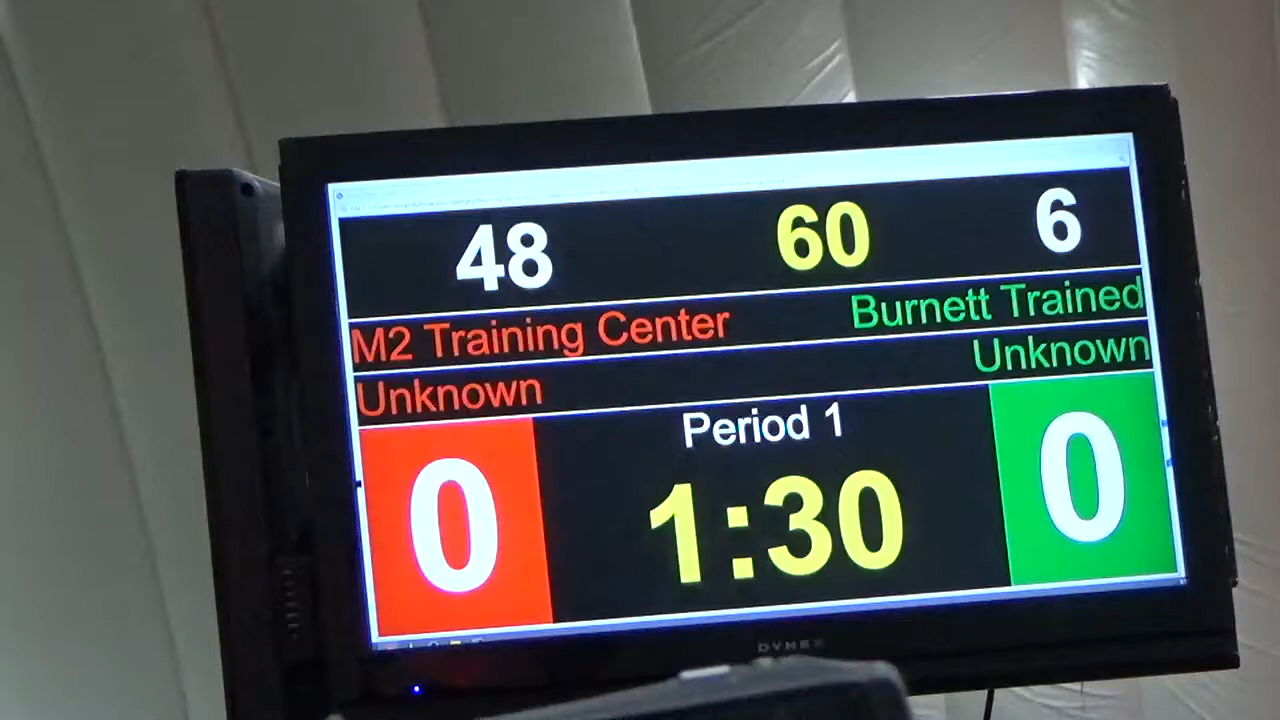 48 60 6
M2 Training Center Burnett Trained
Unknown Unknown
Period 1
0 1:30 0
DYNEX